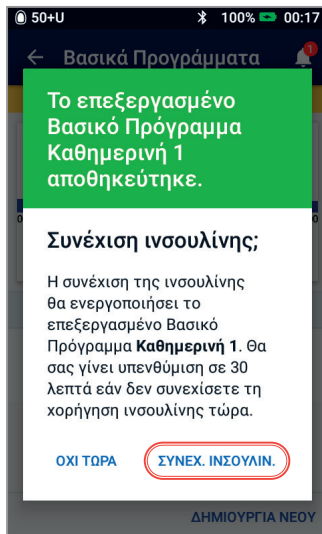 50+U 100% 00:17
Βασικά Προγράμματα 1
Το επεξεργασμένο
Βασικό Πρόγραμμα
Καθημερινή 1
αποθηκεύτηκε.
Συνέχιση ινσουλίνης;
Η συνέχιση της ινσουλίνης
θα ενεργοποιήσει το
επεξεργασμένο Βασικό
Πρόγραμμα Καθημερινή 1. Θα
σας γίνει υπενθύμιση σε 30
λεπτά εάν δεν συνεχίσετε τη
χορήγηση ινσουλίνης τώρα.
ΟΧΙ ΤΩΡΑ ΣΥΝΕΧ. ΙΝΣΟΥΛΙΝ.
ΔΗΜΙΟΥΡΓΙΑ ΝΕΟΥ